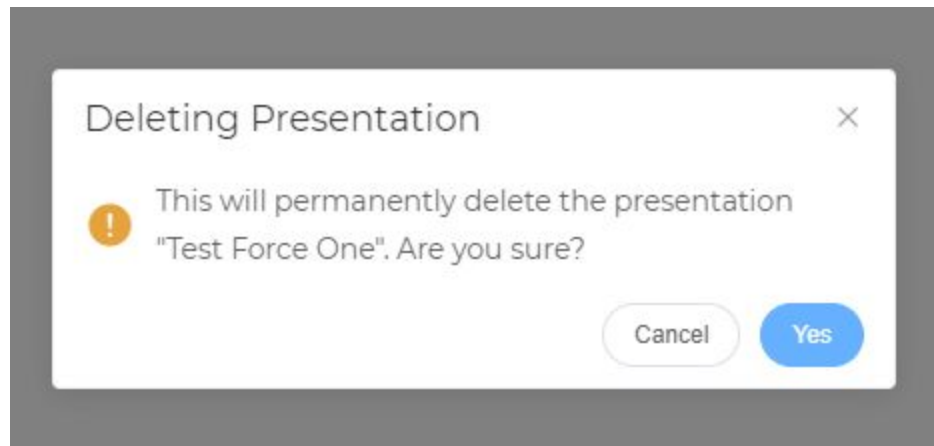 Deleting Presentation
This will permanently delete the presentation
"Test Force One". Are you sure?
Cancel
Yes